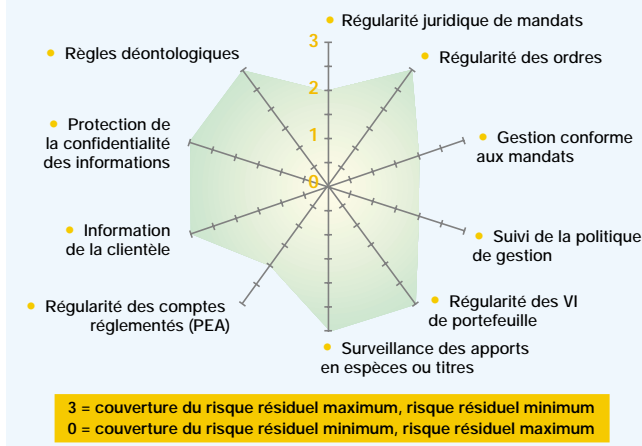 Régularité juridique de mandats
3
Règles déontologiques
Régularité des ordres
2
Protection de
la confidentialité
des informations
1
Gestion conforme
aux mandats
0
Information
de la clientèle
Suivi de la politique
de gestion
Régularité des comptes
réglementés (PEA)
Régularité des VI
de portefeuille
Surveillance des apports
en espèces ou titres
3 = couverture du risque résiduel maximum, risque résiduel minimum
0 = couverture du risque résiduel minimum, risque résiduel maximum